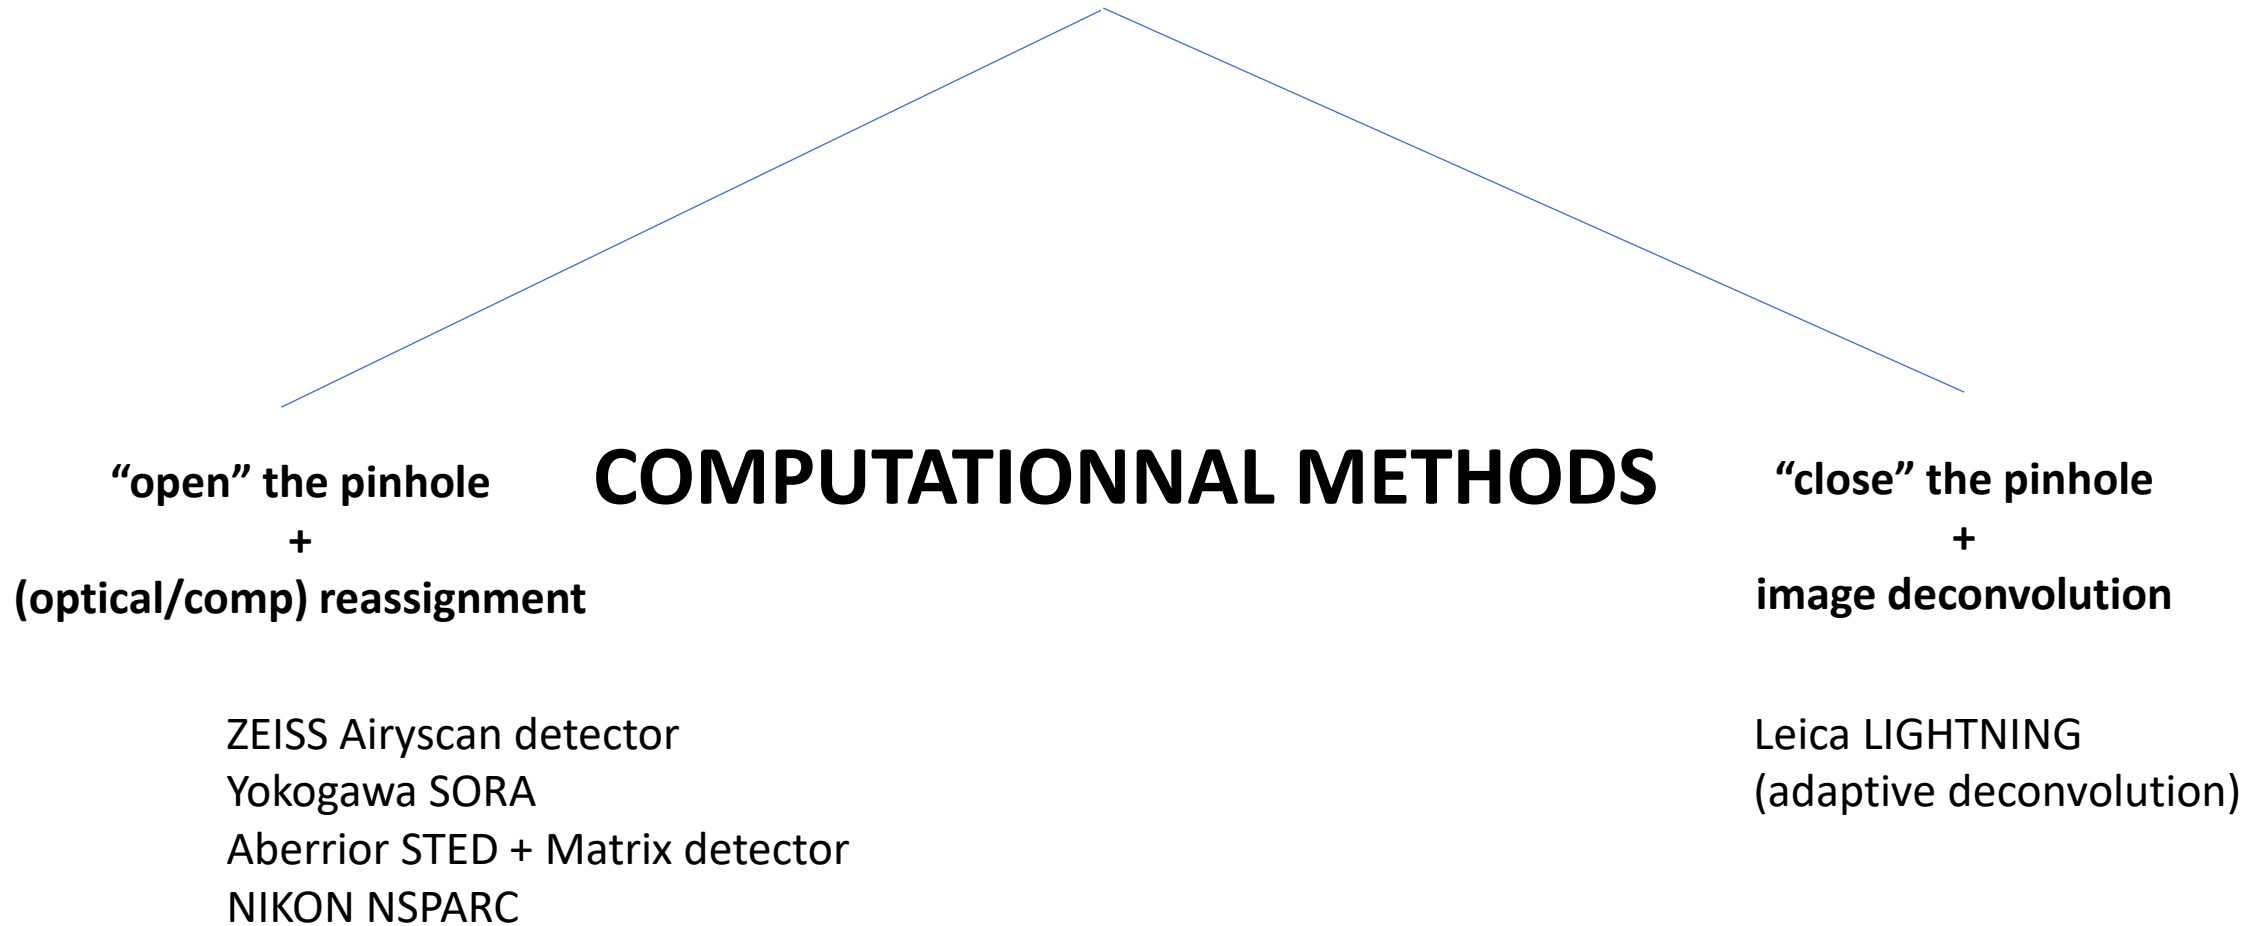 “open” the pinhole
+
(optical/comp) reassignment
COMPUTATIONNAL METHODS
“close” the pinhole
+
image deconvolution
ZEISS Airyscan detector
Yokogawa SORA
Aberrior STED + Matrix detector
NIKON NSPARC
Leica LIGHTNING
(adaptive deconvolution)